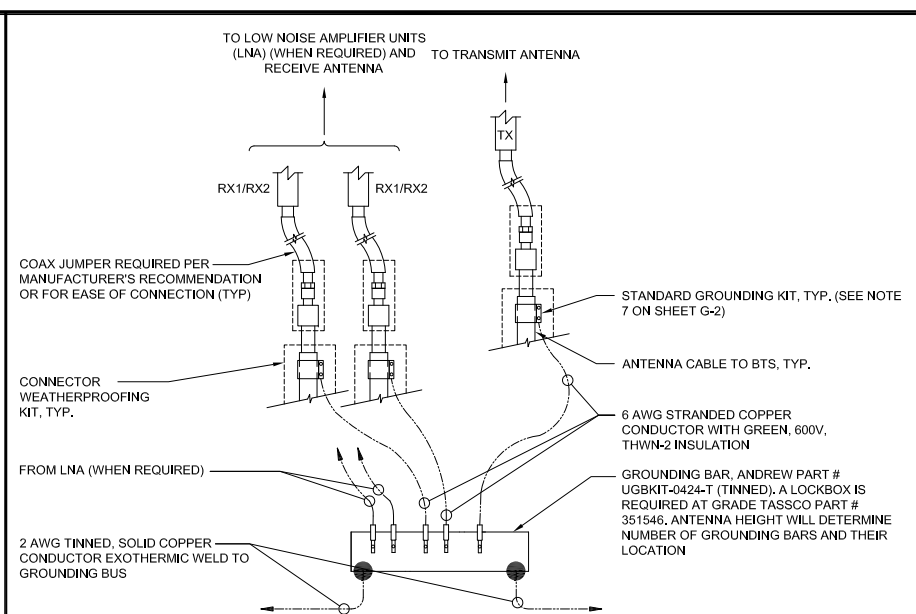 TO LOW NOISE AMPLIFIER UNITS
(LNA) (WHEN REQUIRED) AND
RECEIVE ANTENNA
TO TRANSMIT ANTENNA
TX
RX1/RX2
RX1/RX2
COAX JUMPER REQUIRED PER
MANUFACTURER'S RECOMMENDATION
OR FOR EASE OF CONNECTION (TYP)
STANDARD GROUNDING KIT, TYP. (SEE NOTE
7 ON SHEET G-2)
ANTENNA CABLE TO BTS, TYP.
CONNECTOR
WEATHERPROOFING
KIT, TYP.
6 AWG STRANDED COPPER
CONDUCTOR WITH GREEN, 600V,
THWN-2 INSULATION
FROM LNA (WHEN REQUIRED)
GROUNDING BAR, ANDREW PART #
UGBKIT-0424-T (TINNED). A LOCKBOX IS
REQUIRED AT GRADE TASSCO PART #
351546. ANTENNA HEIGHT WILL DETERMINE
NUMBER OF GROUNDING BARS AND THEIR
LOCATION
2 AWG TINNED, SOLID COPPER
CONDUCTOR EXOTHERMIC WELD TO
GROUNDING BUS